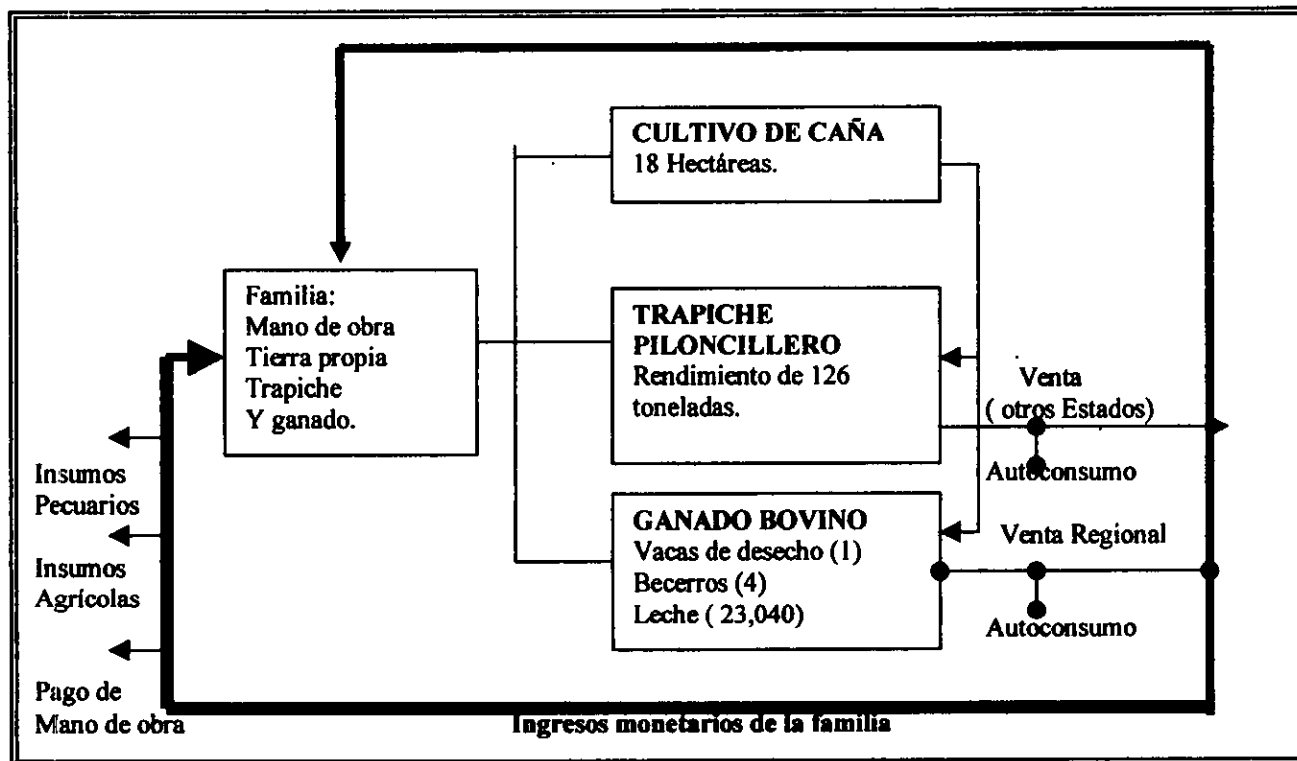 CULTIVO DE CAÑA
18 Hectáreas.
Familia:
Mano de obra
Tierra propia
Trapiche
Y ganado.
TRAPICHE
PILONCILLERO
Rendimiento de 126
toneladas.
Venta
( otros Estados)
Autoconsumo
Insumos
Pecuarios
GANADO BOVINO
Vacas de desecho (1)
Becerros (4)
Leche ( 23,040)
Venta Regional
Autoconsumo
Insumos
Agrícolas
Pago de
Mano de obra
Ingresos monetarios de la familia